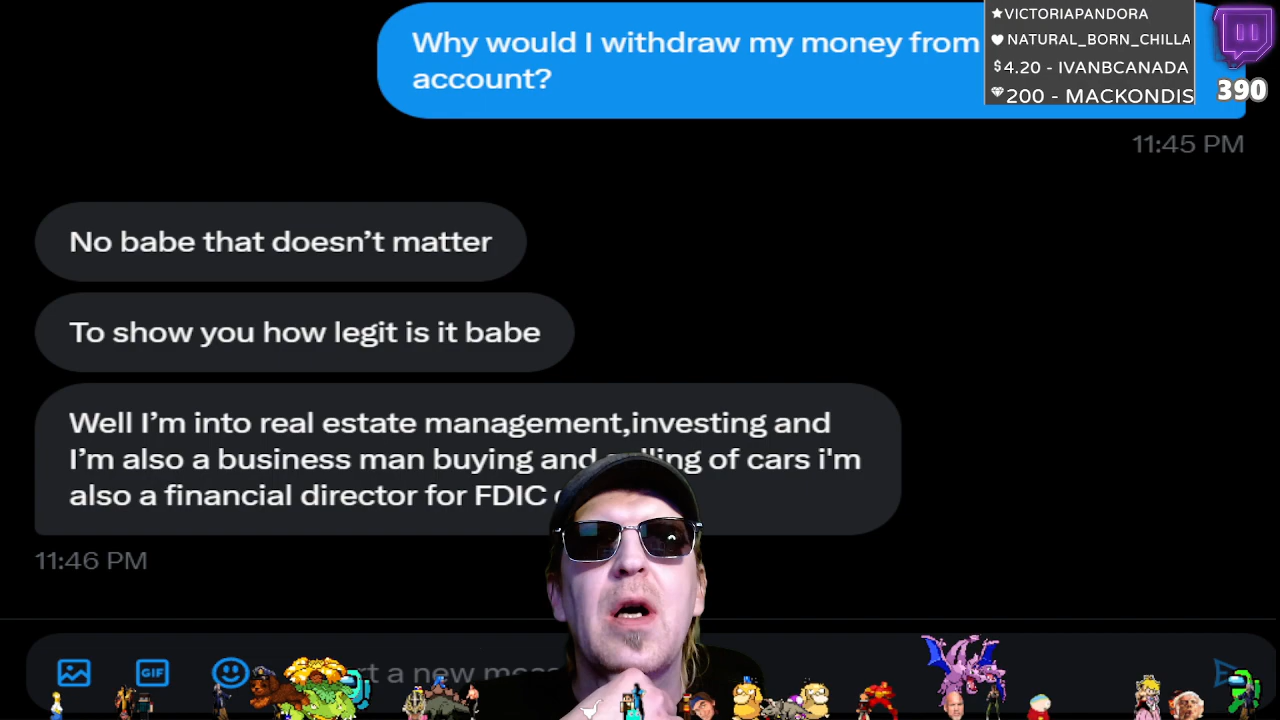 Why would I withdraw my money from
account?
★VICTORIAPANDORA
NATURAL_BORN_CHILLA
$4.20 - IVANBCANADA
200 - MACKONDIS
390
11:45 PM
No babe that doesn’t matter
To show you how legit is it babe
Well I’m into real estate management,investing and
I’m also a business man buying and selling of cars i'm
also a financial director for FDIC
11:46 PM
GIF
a new